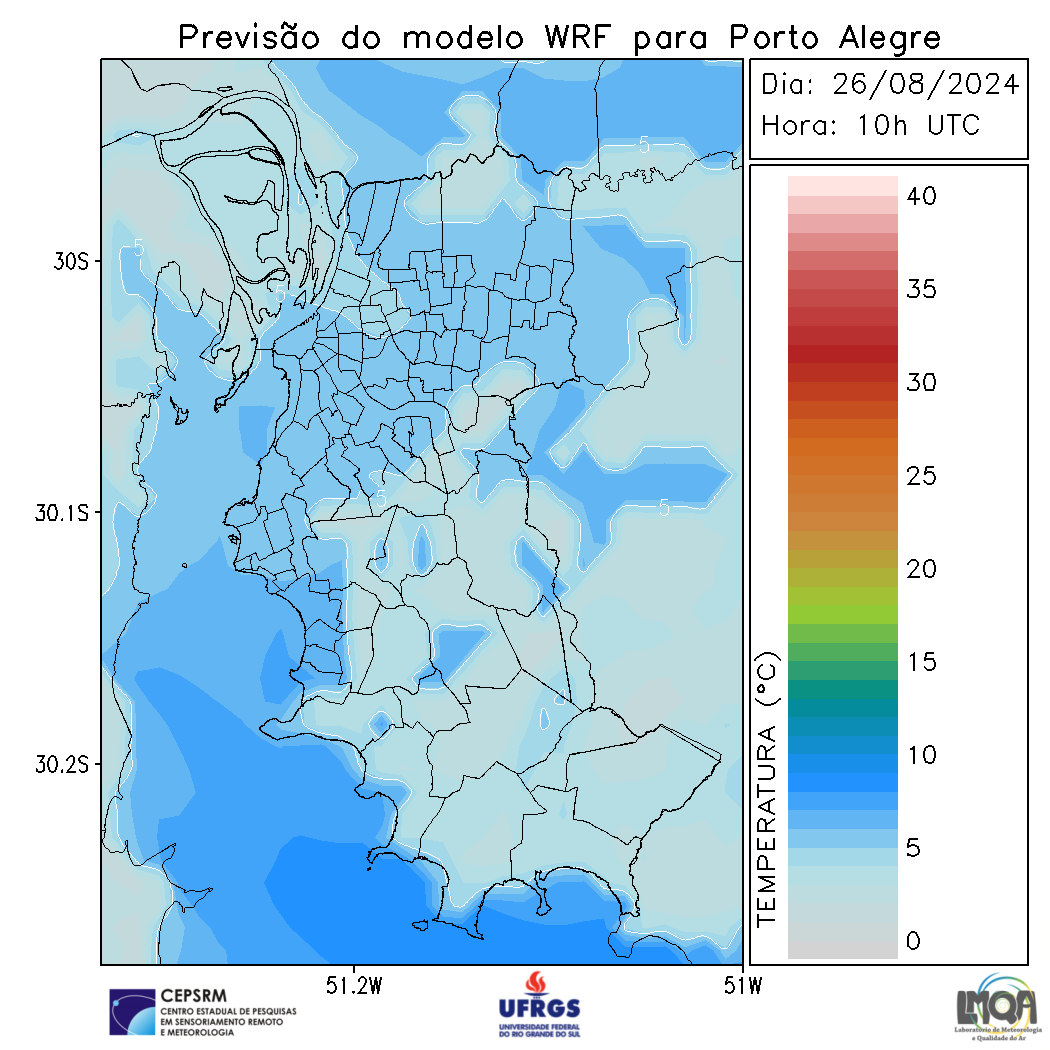 Previsão do modelo WRF para Porto Alegre
Dia: 26/08/2024
Hora: 10h UTC
30S
30.1S
30.2S
51.2W
51W
5
5
5
5
5
TEMPERATURA (°C)
40
35
30
25
20
15
10
5
0
CEPSRM
CENTRO ESTADUAL DE PESQUISAS
EM SENSORIAMENTO REMOTO
E METEOROLOGIA
UFRGS
UNIVERSIDADE FEDERAL
DO RIO GRANDE DO SUL
LMQA
Laboratório de Meteorologia
e Qualidade do Ar